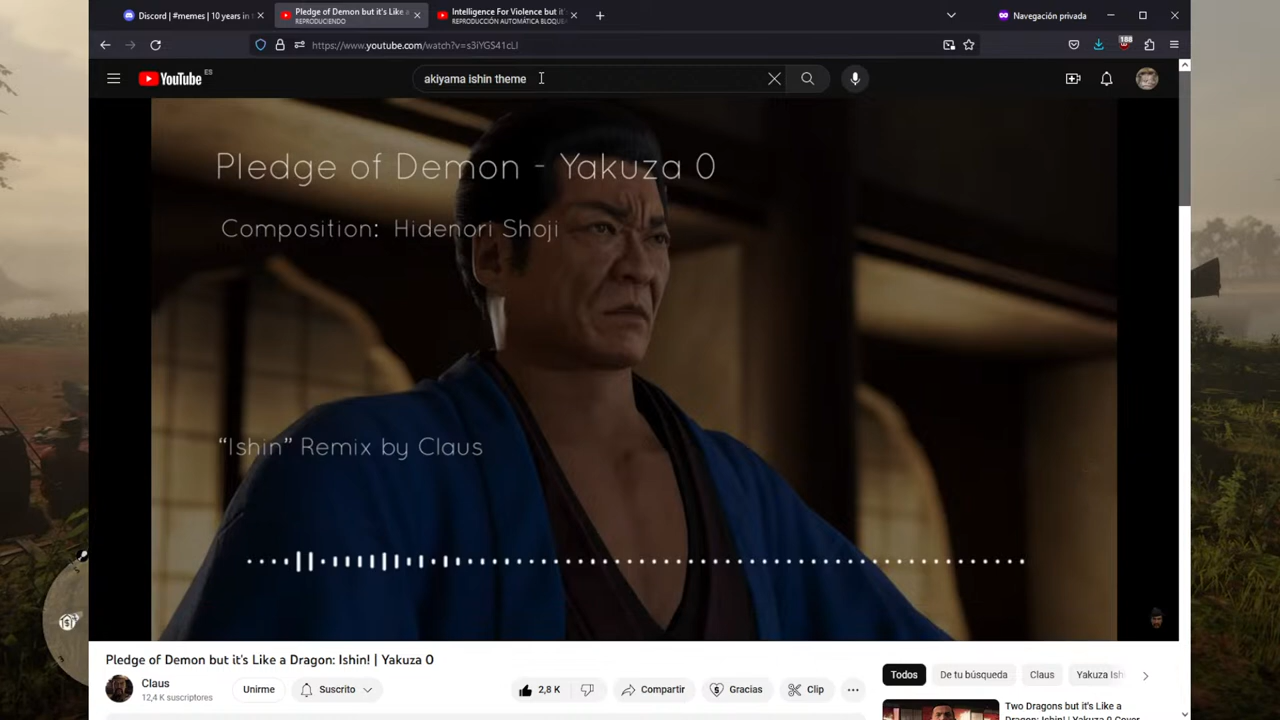 Discord | #memes | 10 years in
Pledge of Demon but it's Like a
REPRODUCIENDO
Intelligence For Violence but it
REPRODUCCIÓN AUTOMÁTICA BLOQUE
Navegación privada
https://www.youtube.com/watch?v=s3iYGS41cLI
188
YouTube ES
akiyama ishin theme
Pledge of Demon - Yakuza 0
Composition: Hidenori Shoji
“Ishin” Remix by Claus
Pledge of Demon but it's Like a Dragon: Ishin! | Yakuza 0
Claus
12,4 K suscriptores
Unirme
Suscrito
2,8 K
Compartir
Gracias
Clip
Todos
De tu búsqueda
Claus
Yakuza Ish
Two Dragons but it's Like a
Dragon: Ishin! | Yakuza 0 Cover